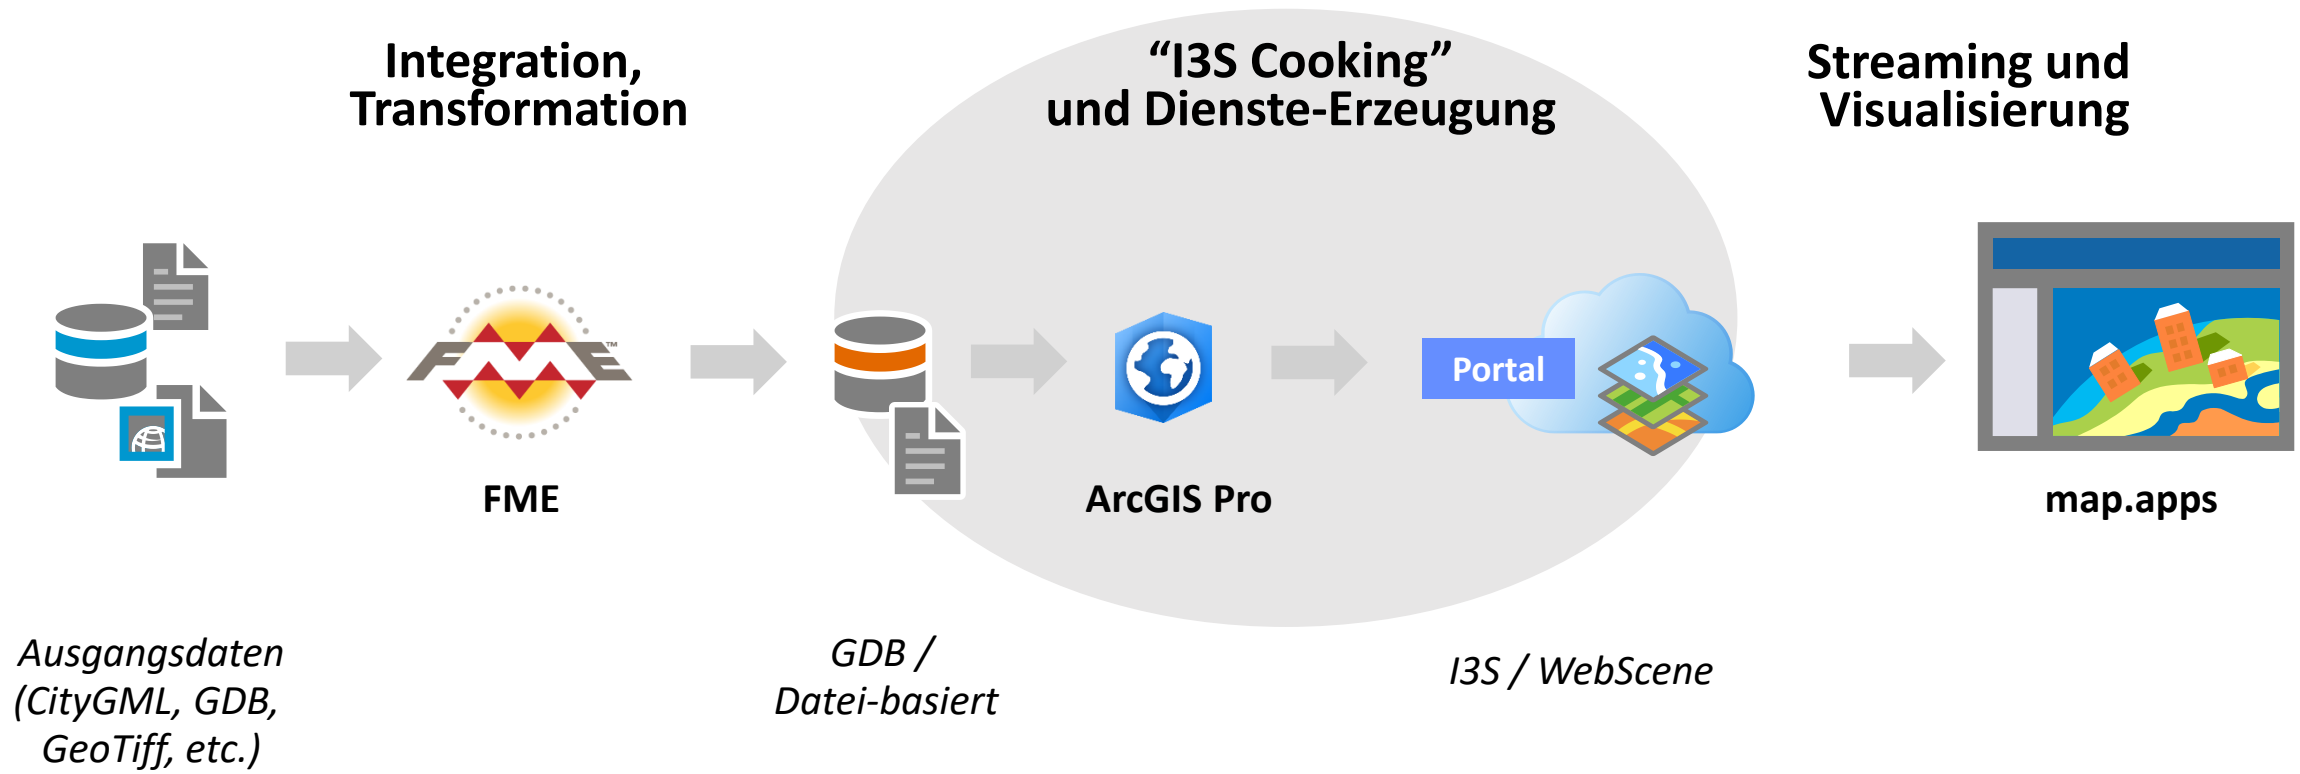 Integration,
Transformation
“I3S Cooking”
und Dienste-Erzeugung
Streaming und
Visualisierung
FME™
Portal
FME
ArcGIS Pro
map.apps
Ausgangsdaten
(CityGML, GDB,
GeoTiff, etc.)
GDB /
Datei-basiert
I3S / WebScene